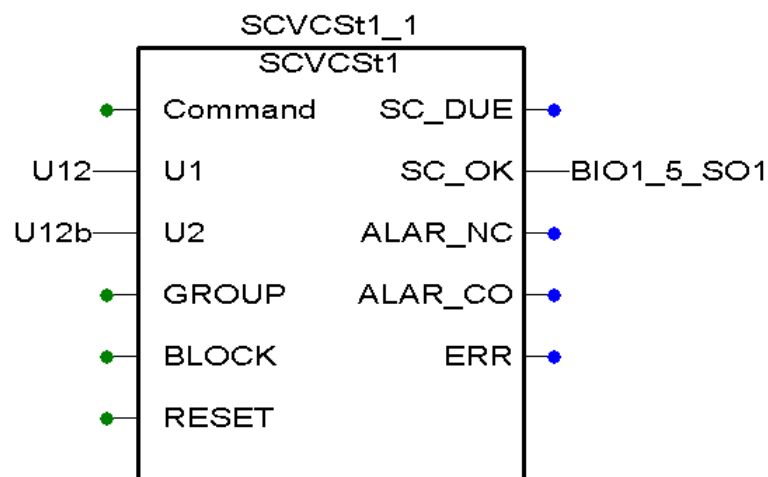 SCVCSt1_1
SCVCSt1
Command SC_DUE
U12 U1 SC_OK BIO1_5_SO1
U12b U2 ALAR_NC
GROUP ALAR_CO
BLOCK ERR
RESET